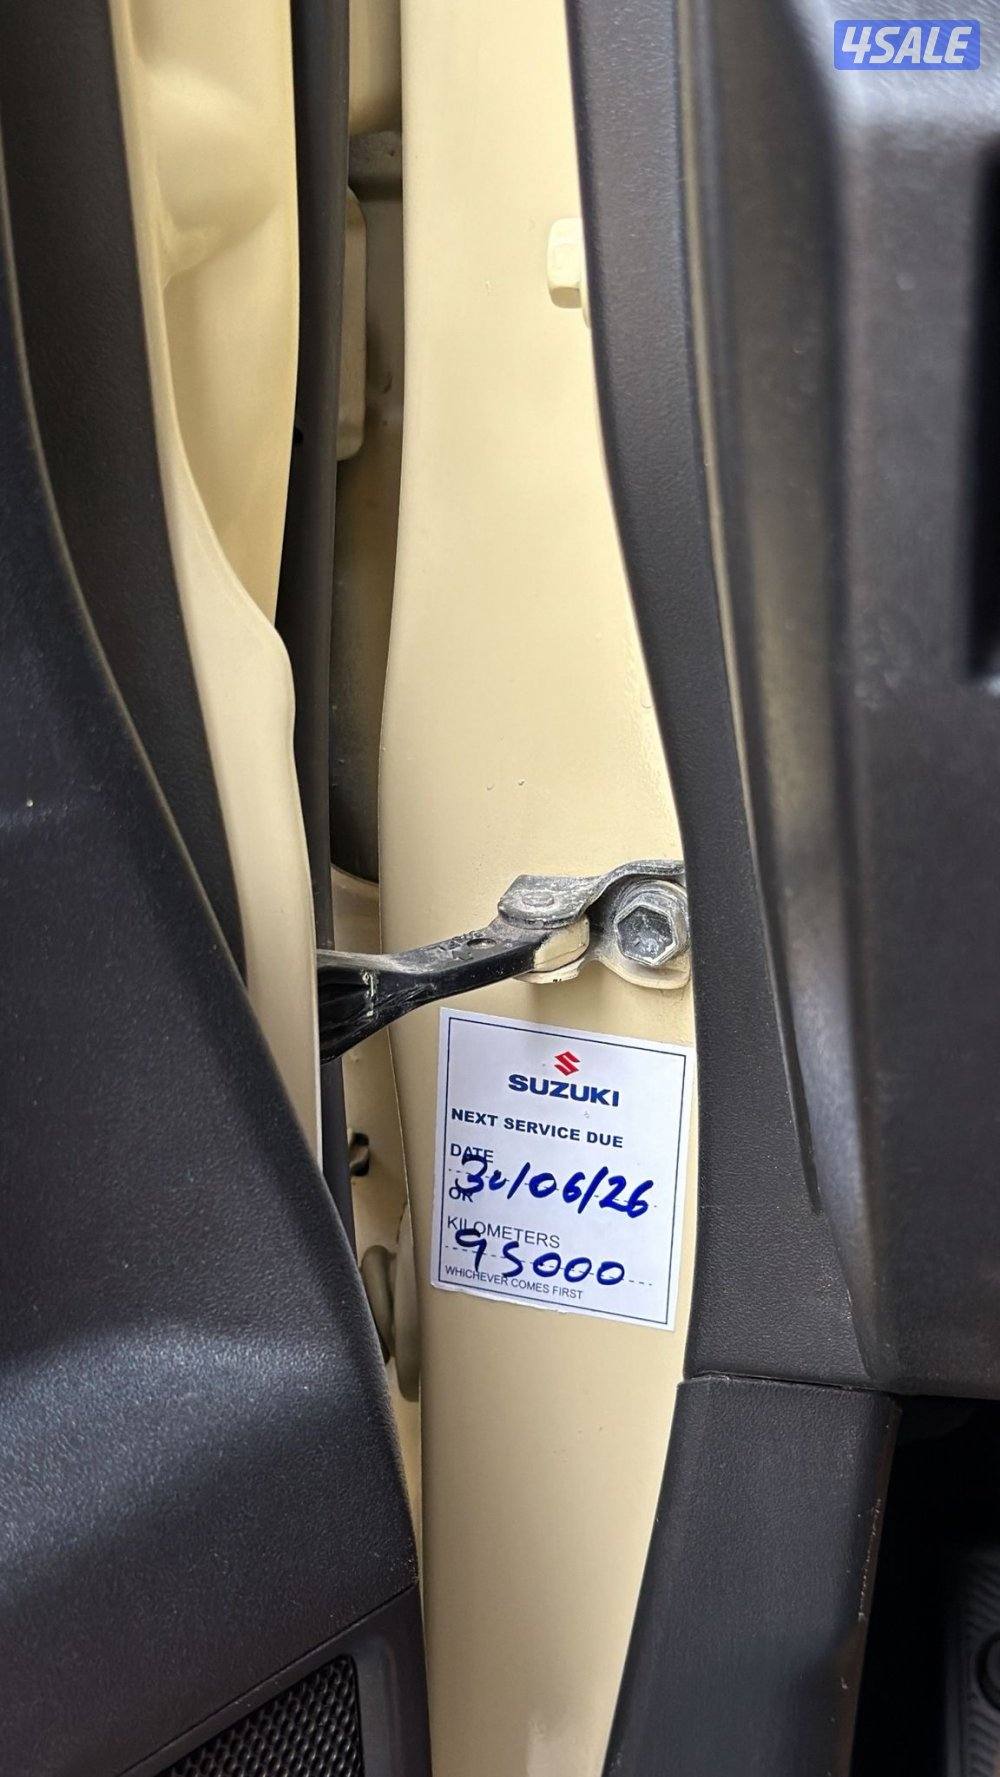 4SALE
SUZUKI
NEXT SERVICE DUE
DATE
30/06/26
OR
KILOMETERS
95000
WHICHEVER COMES FIRST